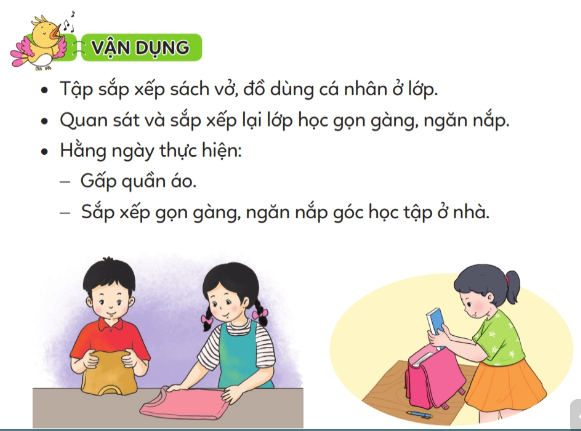 VẬN DỤNG
• Tập sắp xếp sách vở, đồ dùng cá nhân ở lớp.
• Quan sát và sắp xếp lại lớp học gọn gàng, ngăn nắp.
• Hằng ngày thực hiện:
– Gấp quần áo.
– Sắp xếp gọn gàng, ngăn nắp góc học tập ở nhà.